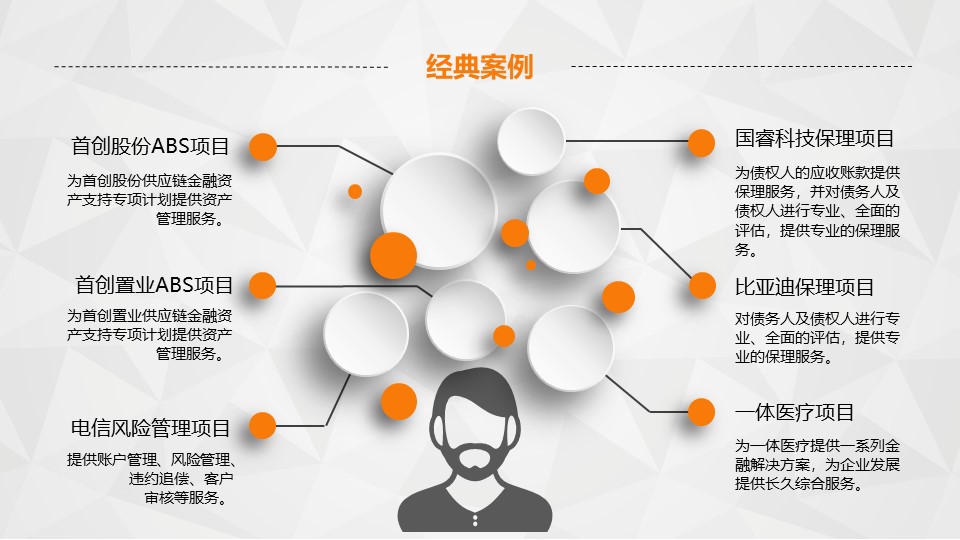 经典案例
首创股份ABS项目
为首创股份供应链金融资
产支持专项计划提供资产
管理服务。
首创置业ABS项目
为首创置业供应链金融资
产支持专项计划提供资产
管理服务。
电信风险管理项目
提供账户管理、风险管理、
违约追偿、客户
审核等服务。
国睿科技保理项目
为债权人的应收账款提供
保理服务，并对债务人及
债权人进行专业、全面的
评估，提供专业的保理服
务。
比亚迪保理项目
对债务人及债权人进行专
业、全面的评估，提供专
业的保理服务。
一体医疗项目
为一体医疗提供一系列金
融解决方案，为企业发展
提供长久综合服务。